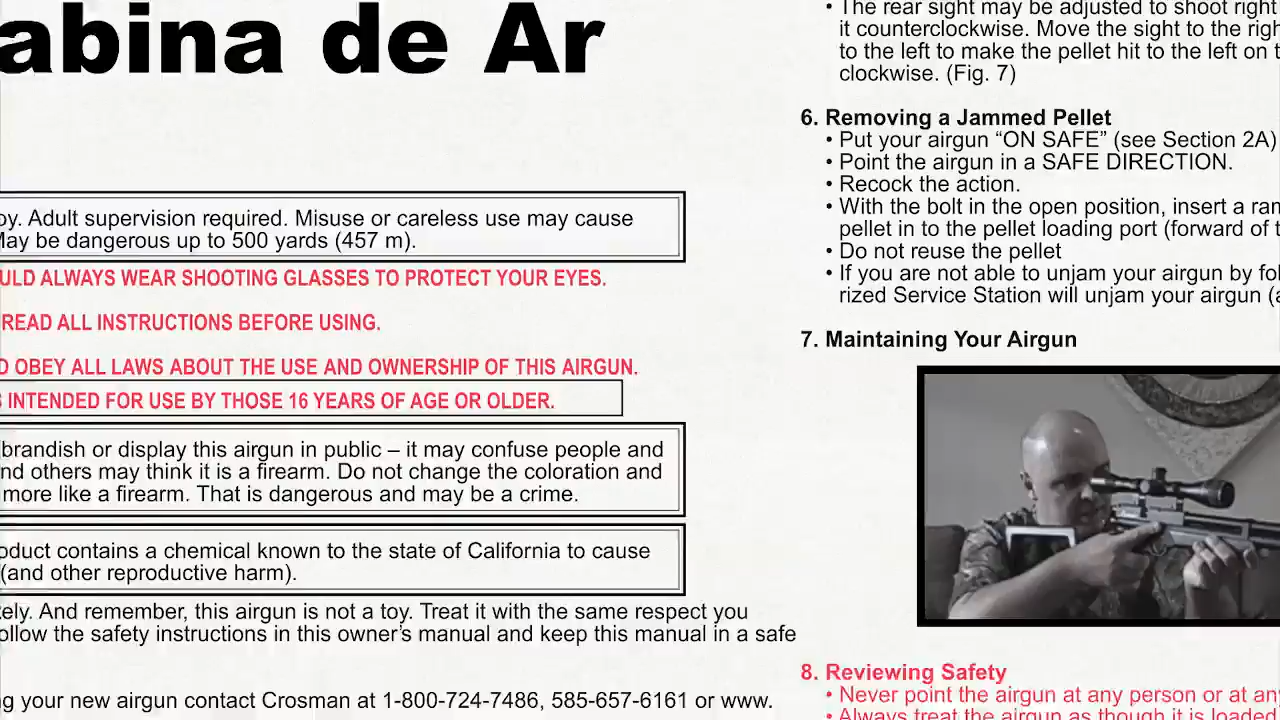 abina de Ar
oy. Adult supervision required. Misuse or careless use may cause
May be dangerous up to 500 yards (457 m).
ULD ALWAYS WEAR SHOOTING GLASSES TO PROTECT YOUR EYES.
READ ALL INSTRUCTIONS BEFORE USING.
D OBEY ALL LAWS ABOUT THE USE AND OWNERSHIP OF THIS AIRGUN.
S INTENDED FOR USE BY THOSE 16 YEARS OF AGE OR OLDER.
brandish or display this airgun in public – it may confuse people and
nd others may think it is a firearm. Do not change the coloration and
more like a firearm. That is dangerous and may be a crime.
oduct contains a chemical known to the state of California to cause
(and other reproductive harm).
ely. And remember, this airgun is not a toy. Treat it with the same respect you
ollow the safety instructions in this owner’s manual and keep this manual in a safe
g your new airgun contact Crosman at 1-800-724-7486, 585-657-6161 or www.
• The rear sight may be adjusted to shoot right
it counterclockwise. Move the sight to the righ
to the left to make the pellet hit to the left on t
clockwise. (Fig. 7)
6. Removing a Jammed Pellet
• Put your airgun “ON SAFE” (see Section 2A)
• Point the airgun in a SAFE DIRECTION.
• Recock the action.
• With the bolt in the open position, insert a ram
pellet in to the pellet loading port (forward of t
• Do not reuse the pellet
• If you are not able to unjam your airgun by fol
rized Service Station will unjam your airgun (a
7. Maintaining Your Airgun
8. Reviewing Safety
• Never point the airgun at any person or at an
• Always treat the airgun as though it is loaded